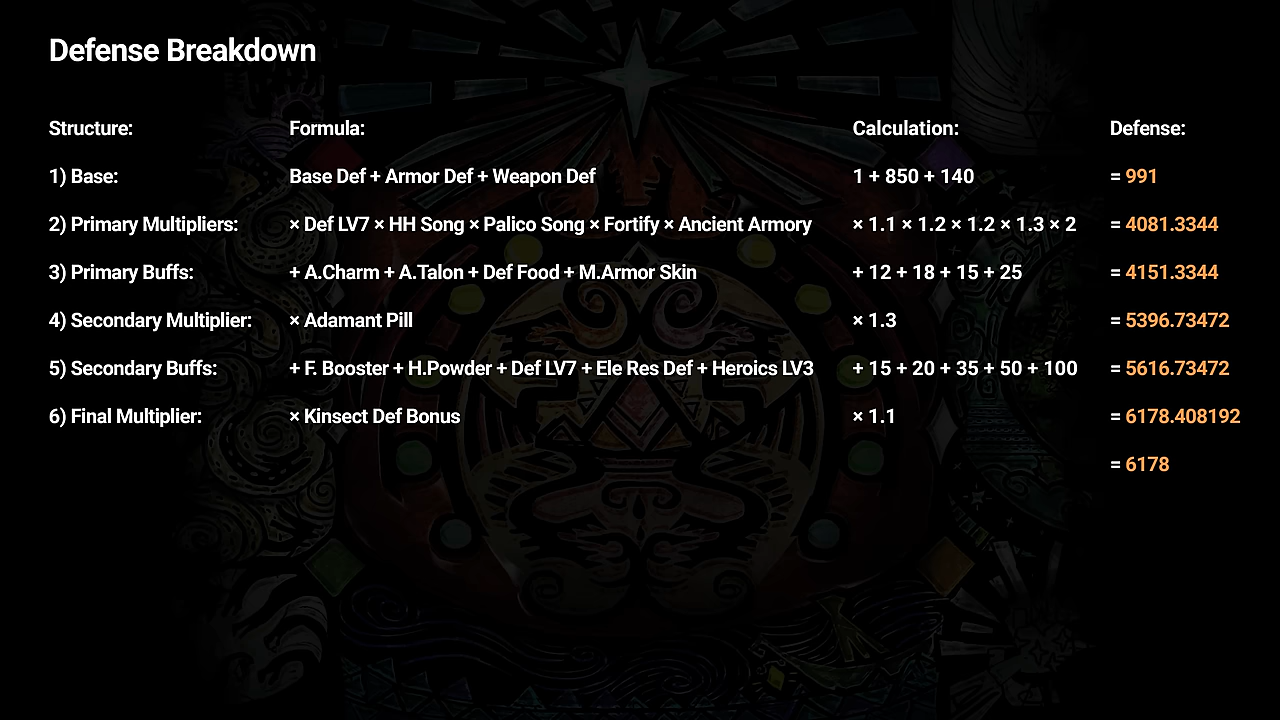 Defense Breakdown
Structure: Formula: Calculation: Defense:
1) Base: Base Def + Armor Def + Weapon Def 1 + 850 + 140 = 991
2) Primary Multipliers: × Def LV7 × HH Song × Palico Song × Fortify × Ancient Armory × 1.1 × 1.2 × 1.2 × 1.3 × 2 = 4081.3344
3) Primary Buffs: + A.Charm + A.Talon + Def Food + M.Armor Skin + 12 + 18 + 15 + 25 = 4151.3344
4) Secondary Multiplier: × Adamant Pill × 1.3 = 5396.73472
5) Secondary Buffs: + F. Booster + H.Powder + Def LV7 + Ele Res Def + Heroics LV3 + 15 + 20 + 35 + 50 + 100 = 5616.73472
6) Final Multiplier: × Kinsect Def Bonus × 1.1 = 6178.408192
= 6178